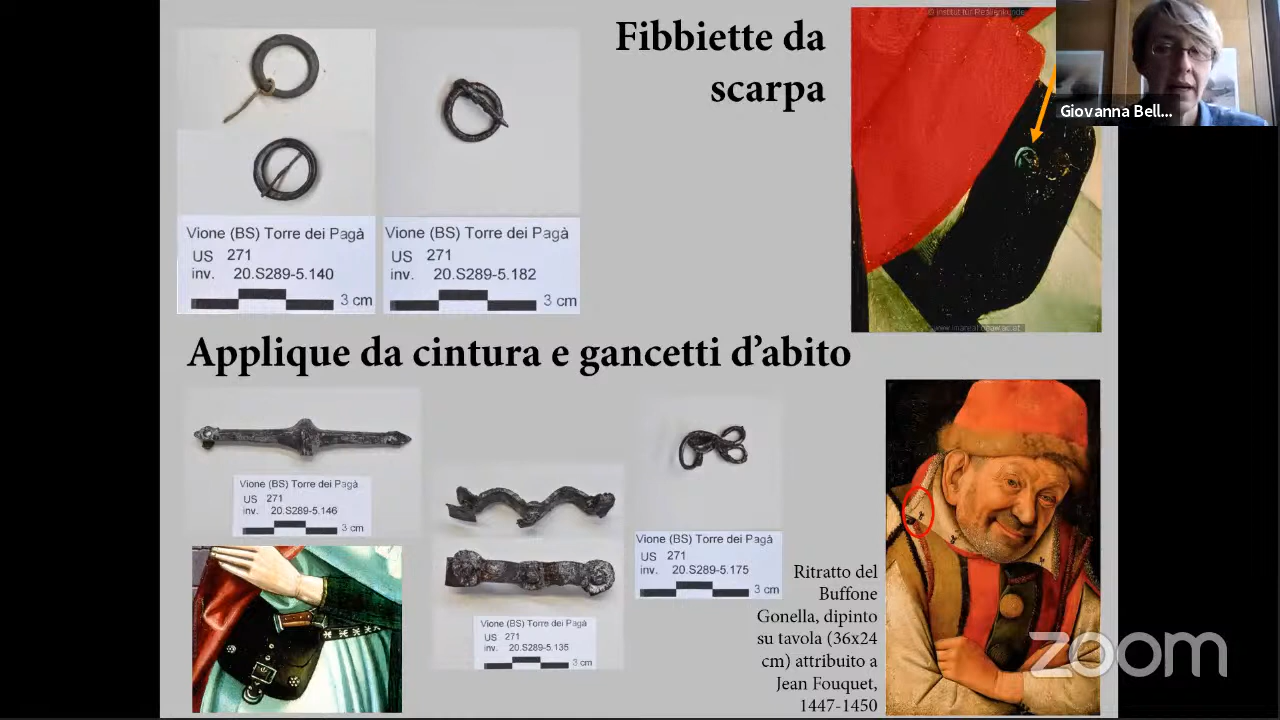 Fibbiette da
scarpa
Giovanna Bell...
Vione (BS) Torre dei Pagà
US 271
inv. 20.S289-5.140
3 cm
Vione (BS) Torre dei Pagà
US 271
inv. 20.S289-5.182
3 cm
Applique da cintura e gancetti d’abito
Vione (BS) Torre dei Pagà
US 271
inv. 20.S289-5.146
3 cm
Vione (BS) Torre dei Pagà
US 271
inv. 20.S289-5.135
3 cm
Vione (BS) Torre dei Pagà
US 271
inv. 20.S289-5.175
3 cm
Ritratto del
Buffone
Gonella, dipinto
su tavola (36x24
cm) attribuito a
Jean Fouquet,
1447-1450
zoom